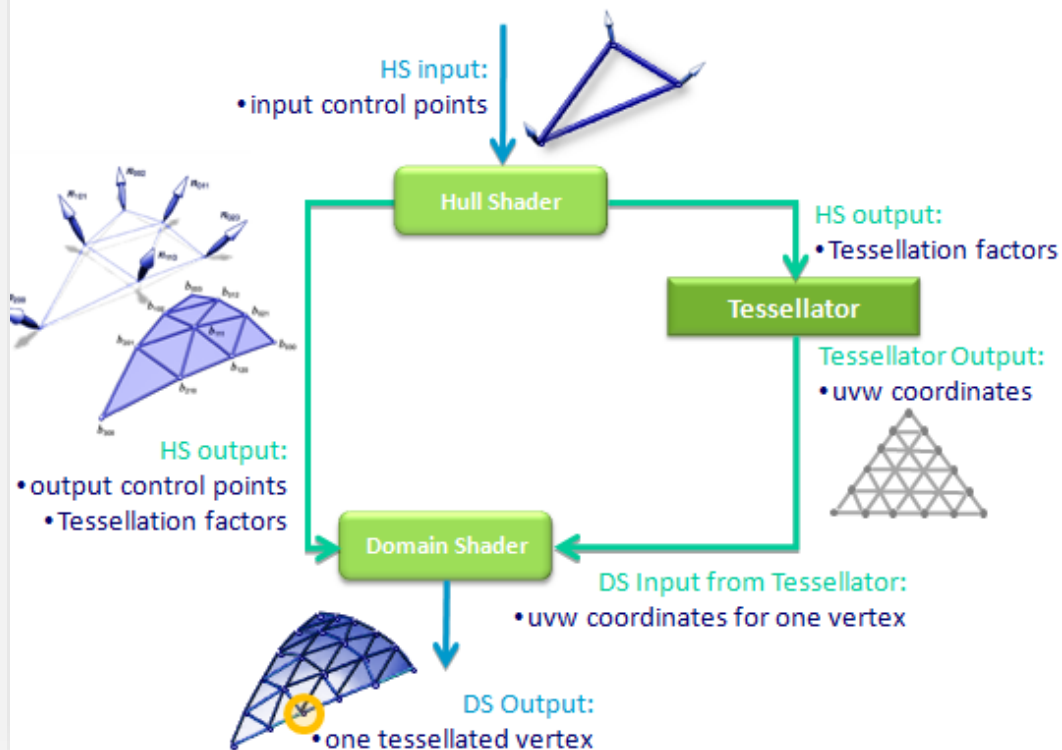 HS input:
•input control points
Hull Shader
HS output:
•Tessellation factors
Tessellator
Tessellator Output:
•uvw coordinates
HS output:
•output control points
•Tessellation factors
Domain Shader
DS Input from Tessellator:
•uvw coordinates for one vertex
DS Output:
•one tessellated vertex